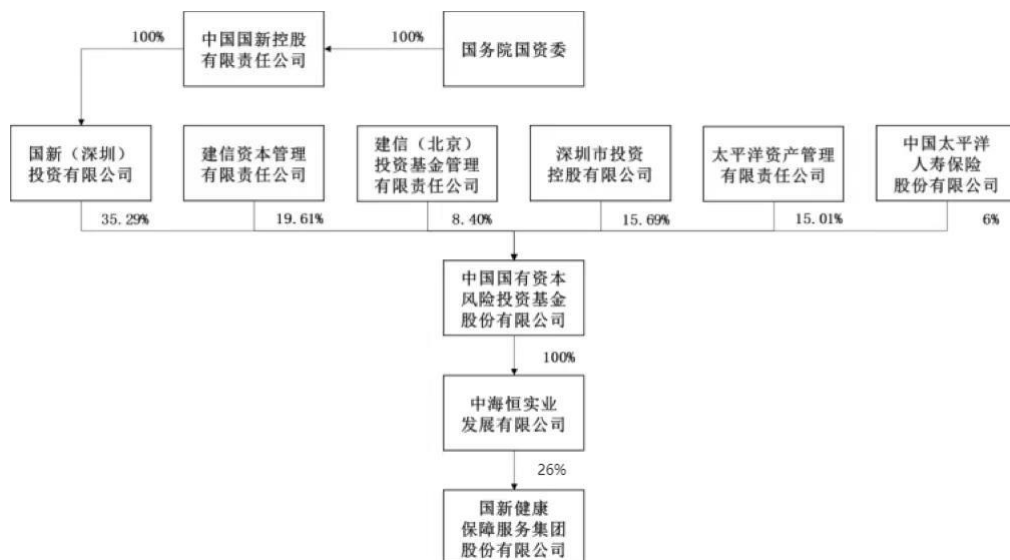 100%
中国国新控股
有限责任公司
100%
国务院国资委
国新（深圳）
投资有限公司
建信资本管理
有限责任公司
建信（北京）
投资基金管理
有限责任公司
深圳市投资
控股有限公司
太平洋资产管理
有限责任公司
中国太平洋
人寿保险
股份有限公司
35.29%
19.61%
8.40%
15.69%
15.01%
6%
中国国有资本
风险投资基金
股份有限公司
100%
中海恒实业
发展有限公司
26%
国新健康
保障服务集团
股份有限公司